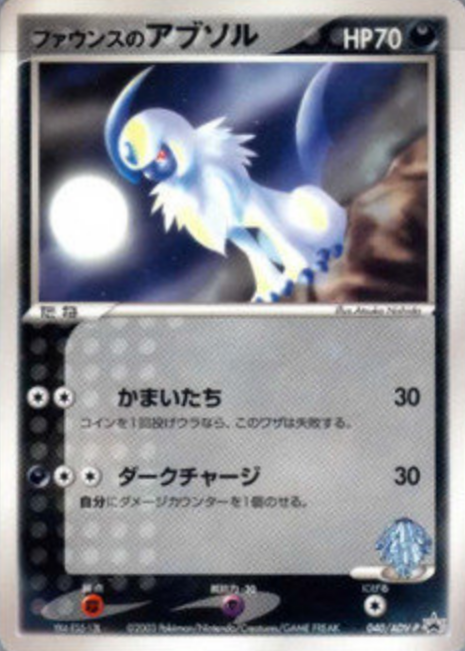 ファウンスのアブソル HP70
たね
Illus. Atsuko Nishida
かまいたち 30
コインを1回投げウラなら、このワザは失敗する。
ダークチャージ 30
自分にダメージカウンターを1個のせる。
弱点 抵抗力 -30 にげる
©2003 Pokémon/Nintendo/Creatures/GAME FREAK
040/ADV-P